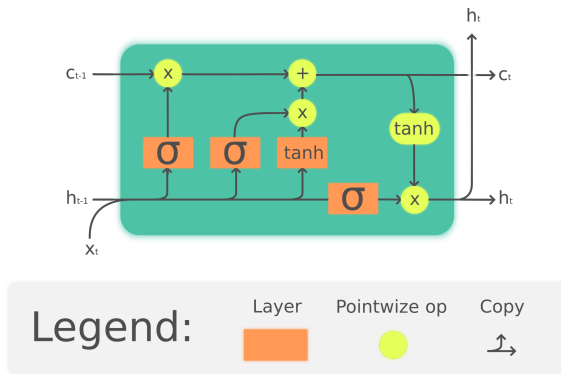 hₜ
cₜ₋₁ x + cₜ
tanh
x
σ σ tanh
hₜ₋₁ σ x hₜ
xₜ
Legend:
Layer Pointwize op Copy